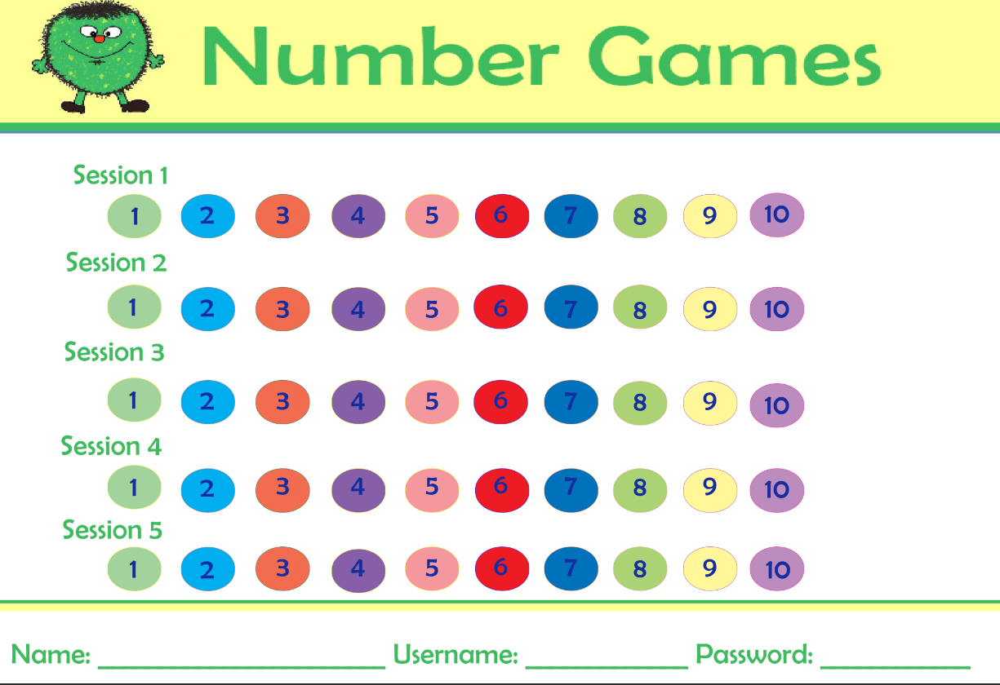 Number Games
Session 1
1 2 3 4 5 6 7 8 9 10
Session 2
1 2 3 4 5 6 7 8 9 10
Session 3
1 2 3 4 5 6 7 8 9 10
Session 4
1 2 3 4 5 6 7 8 9 10
Session 5
1 2 3 4 5 6 7 8 9 10
Name: ____________________ Username: ___________ Password: __________